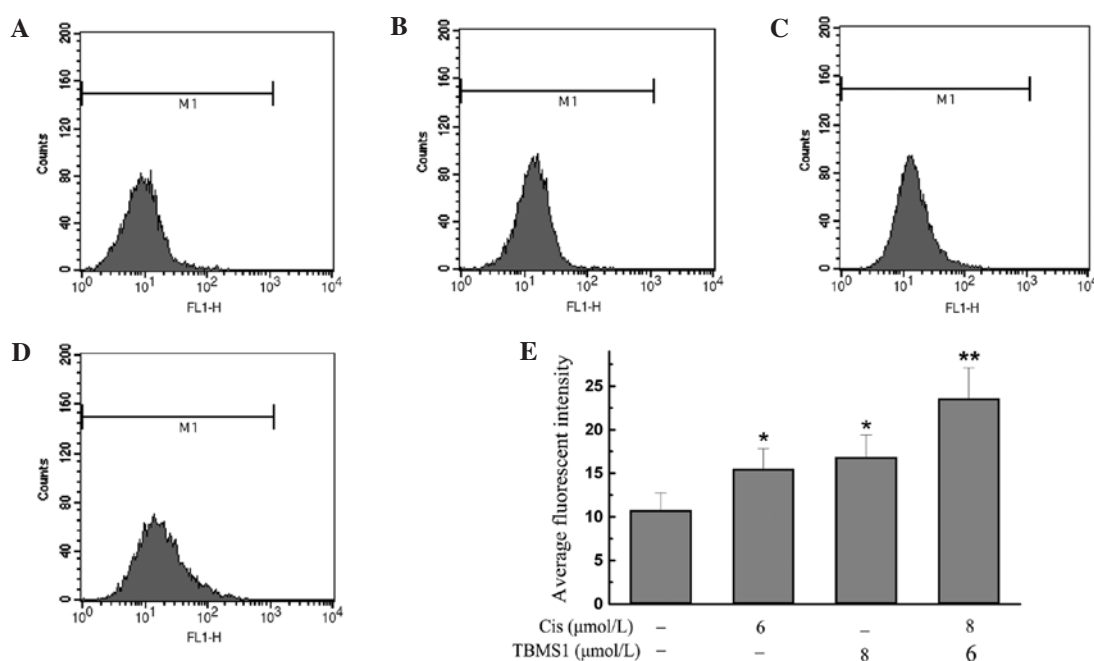 A
200
160
120
80
40
0
Counts
M1
10^0 10^1 10^2 10^3 10^4
FL1-H
B
200
160
120
80
40
0
Counts
M1
10^0 10^1 10^2 10^3 10^4
FL1-H
C
200
160
120
80
40
0
Counts
M1
10^0 10^1 10^2 10^3 10^4
FL1-H
D
200
160
120
80
40
0
Counts
M1
10^0 10^1 10^2 10^3 10^4
FL1-H
E
Average fluorescent intensity
25
20
15
10
5
0
* * **
Cis (μmol/L) – 6 – 8
TBMS1 (μmol/L) – – 8 6